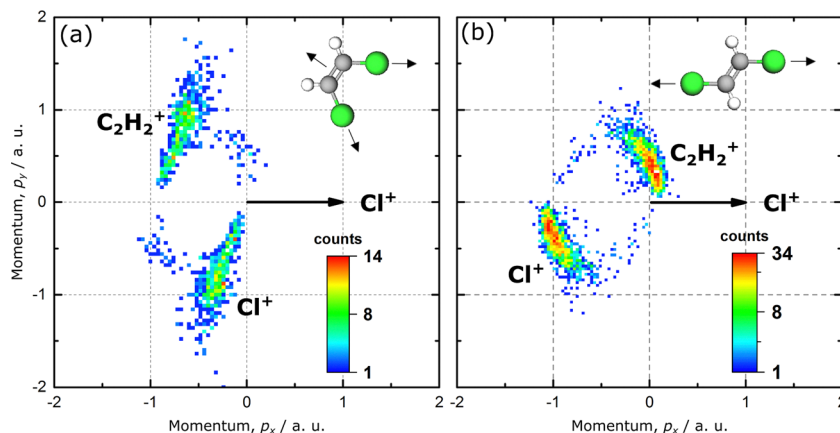 (a)
C₂H₂⁺
Cl⁺
Cl⁺
counts
14
8
1
2
1
0
-1
-2
-2
-1
0
1
2
Momentum, pᵧ / a. u.
Momentum, pₓ / a. u.
(b)
C₂H₂⁺
Cl⁺
Cl⁺
counts
34
8
1
-2
-1
0
1
2
Momentum, pₓ / a. u.